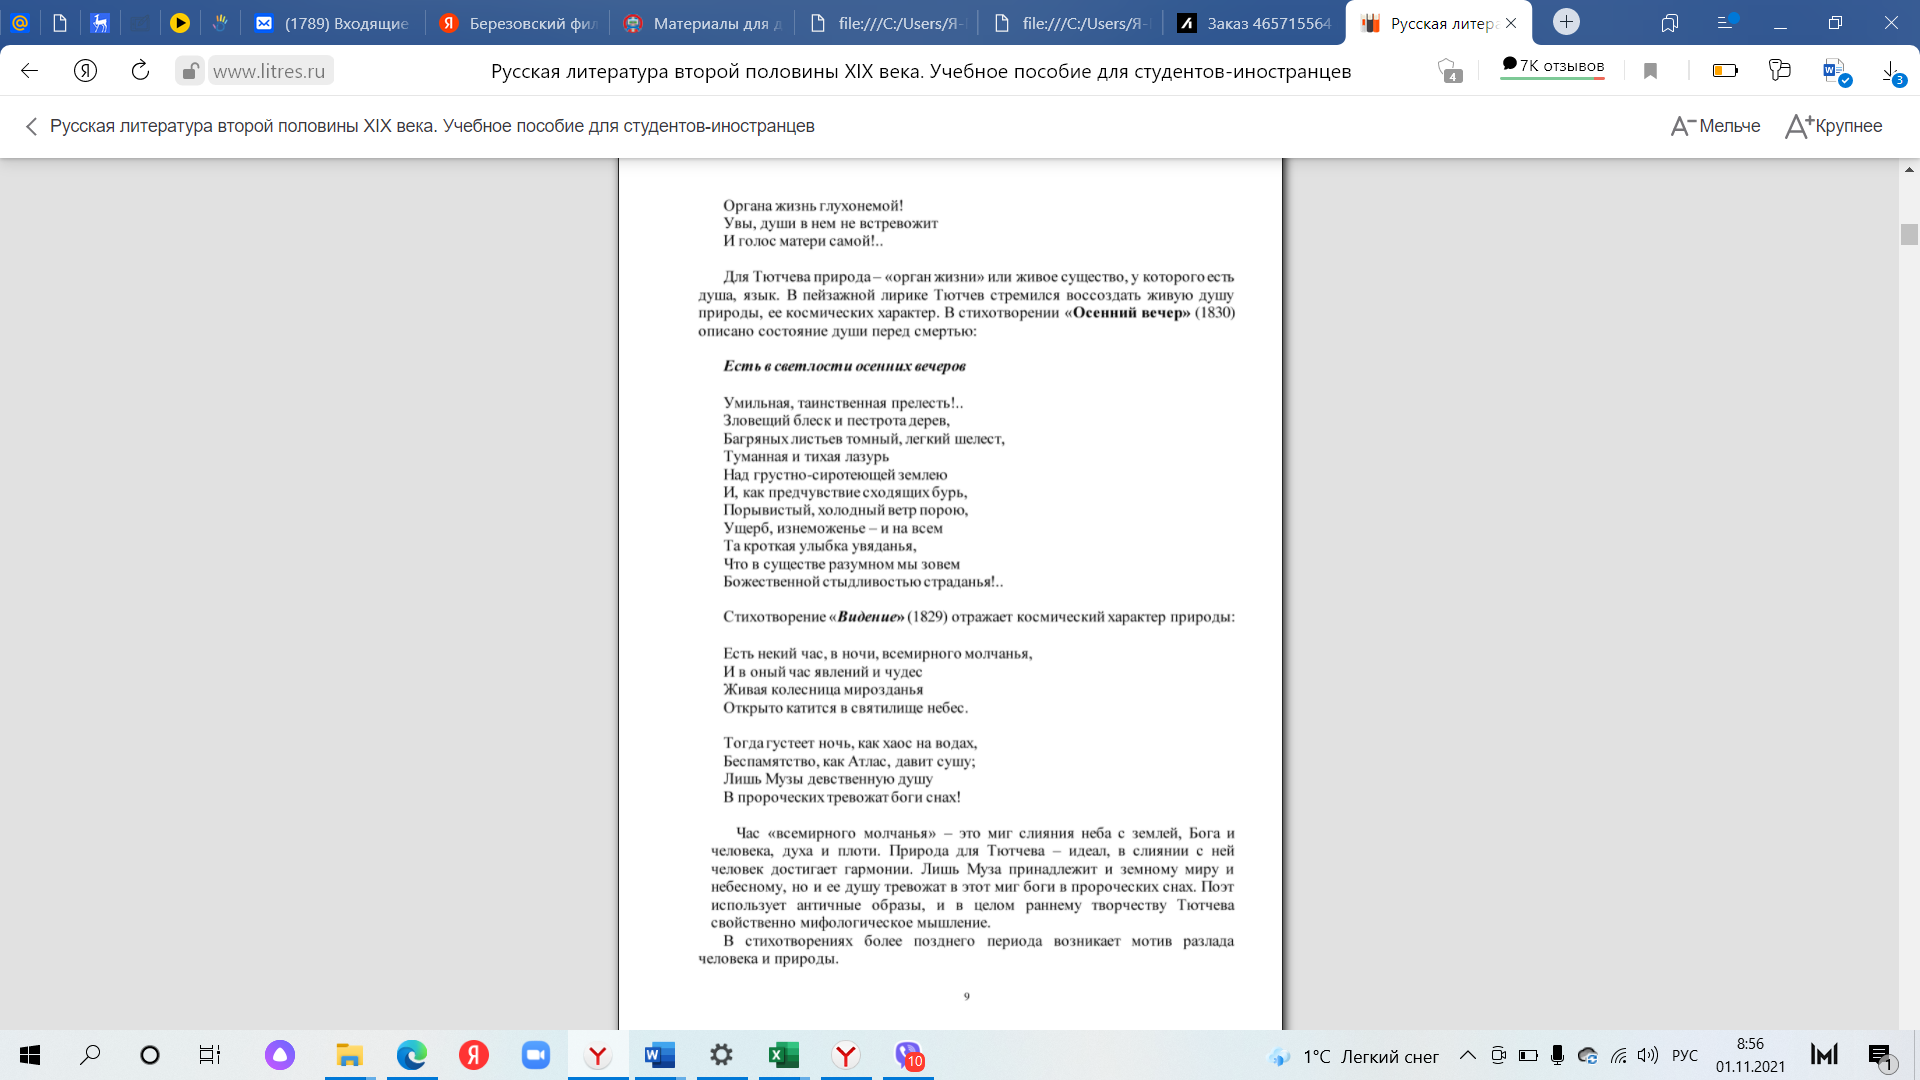 (1789) Входящие
Березовский фил
Материалы для д
file:///C:/Users/Я-
file:///C:/Users/Я-
Заказ 465715564
Русская литера
www.litres.ru
Русская литература второй половины XIX века. Учебное пособие для студентов-иностранцев
4
7K отзывов
3
Русская литература второй половины XIX века. Учебное пособие для студентов-иностранцев
А− Мельче
А+ Крупнее
Органа жизнь глухонемой!
Увы, души в нем не встревожит
И голос матери самой!..
Для Тютчева природа – «орган жизни» или живое существо, у которого есть
душа, язык. В пейзажной лирике Тютчев стремился воссоздать живую душу
природы, ее космических характер. В стихотворении «Осенний вечер» (1830)
описано состояние души перед смертью:
Есть в светлости осенних вечеров
Умильная, таинственная прелесть!..
Зловещий блеск и пестрота дерев,
Багряных листьев томный, легкий шелест,
Туманная и тихая лазурь
Над грустно-сиротеющей землею
И, как предчувствие сходящих бурь,
Порывистый, холодный ветр порою,
Ущерб, изнеможенье – и на всем
Та кроткая улыбка увяданья,
Что в существе разумном мы зовем
Божественной стыдливостью страданья!..
Стихотворение «Видение» (1829) отражает космический характер природы:
Есть некий час, в ночи, всемирного молчанья,
И в оный час явлений и чудес
Живая колесница мирозданья
Открыто катится в святилище небес.
Тогда густеет ночь, как хаос на водах,
Беспамятство, как Атлас, давит сушу;
Лишь Музы девственную душу
В пророческих тревожат боги снах!
Час «всемирного молчанья» – это миг слияния неба с землей, Бога и
человека, духа и плоти. Природа для Тютчева – идеал, в слиянии с ней
человек достигает гармонии. Лишь Муза принадлежит и земному миру и
небесному, но и ее душу тревожат в этот миг боги в пророческих снах. Поэт
использует античные образы, и в целом раннему творчеству Тютчева
свойственно мифологическое мышление.
В стихотворениях более позднего периода возникает мотив разлада
человека и природы.
9
10
1°C Легкий снег
РУС
8:56
01.11.2021
1